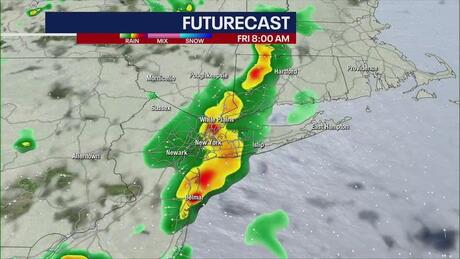 FUTURECAST
FRI 8:00 AM
RAIN MIX SNOW
Poughkeepsie
Hartford
Providence
Monticello
Sussex
White Plains
East Hampton
New York
Islip
Newark
Allentown
Belmar